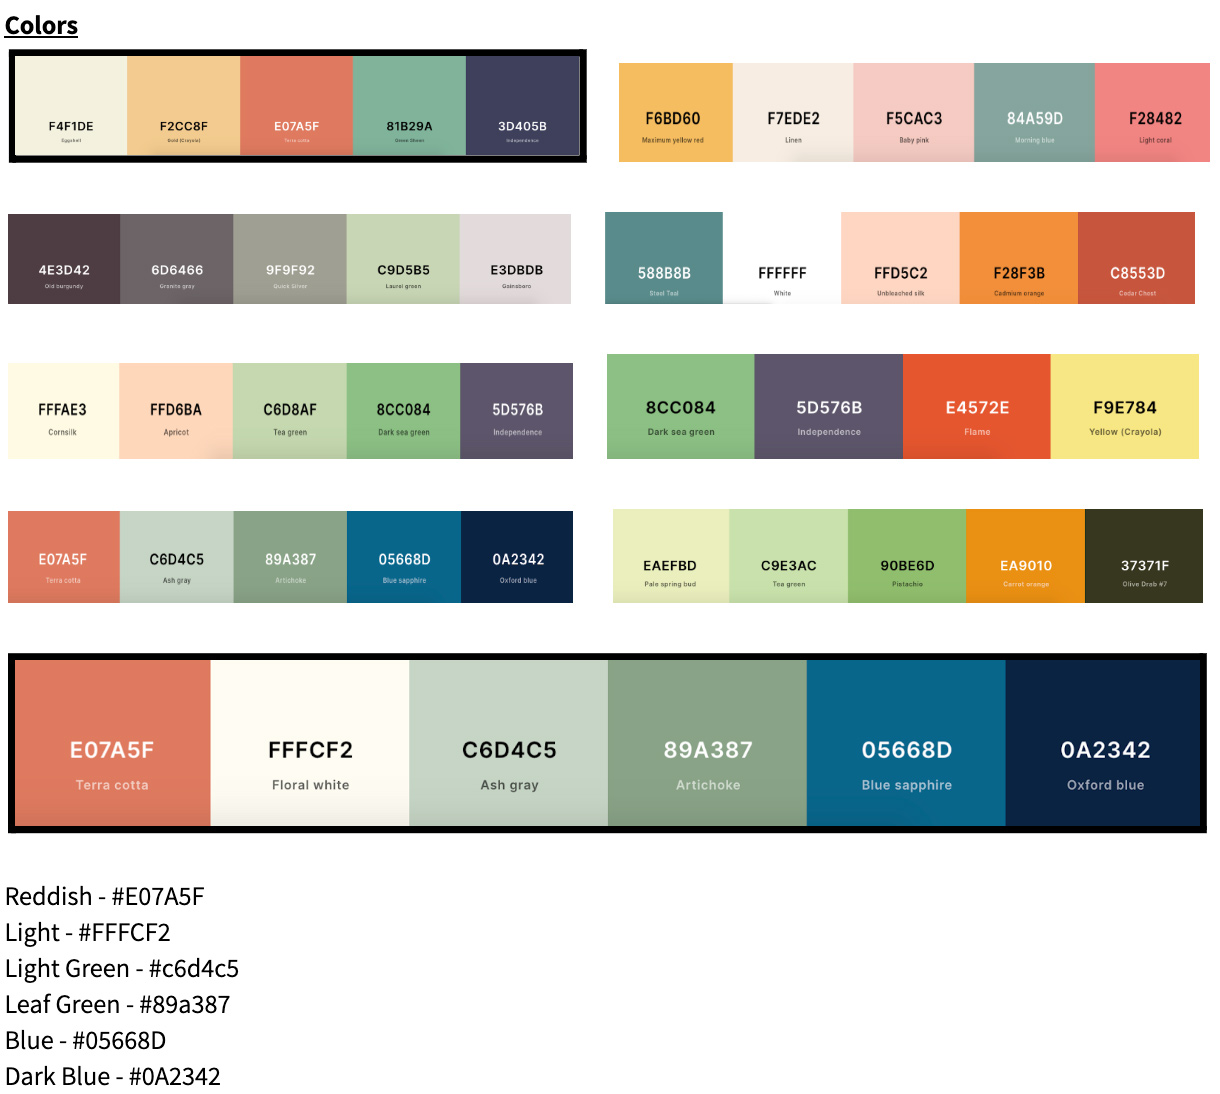 Colors
F4F1DE F2CC8F E07A5F 81B29A 3D405B
Eggshell Gold (Crayola) Terra cotta Green Sheen Independence
F6BD60 F7EDE2 F5CAC3 84A59D F28482
Maximum yellow red Linen Baby pink Morning blue Light coral
4E3D42 6D6466 9F9F92 C9D5B5 E3DBDB
Old burgundy Granite gray Quick Silver Laurel green Gainsboro
588B8B FFFFFF FFD5C2 F28F3B C8553D
Steel Teal White Unbleached silk Cadmium orange Cedar Chest
FFFAE3 FFD6BA C6D8AF 8CC084 5D576B
Cornsilk Apricot Tea green Dark sea green Independence
8CC084 5D576B E4572E F9E784
Dark sea green Independence Flame Yellow (Crayola)
E07A5F C6D4C5 89A387 05668D 0A2342
Terra cotta Ash gray Artichoke Blue sapphire Oxford blue
EAEFBD C9E3AC 90BE6D EA9010 37371F
Pale spring bud Tea green Pistachio Carrot orange Olive Drab #7
E07A5F FFFCF2 C6D4C5 89A387 05668D 0A2342
Terra cotta Floral white Ash gray Artichoke Blue sapphire Oxford blue
Reddish - #E07A5F
Light - #FFFCF2
Light Green - #c6d4c5
Leaf Green - #89a387
Blue - #05668D
Dark Blue - #0A2342